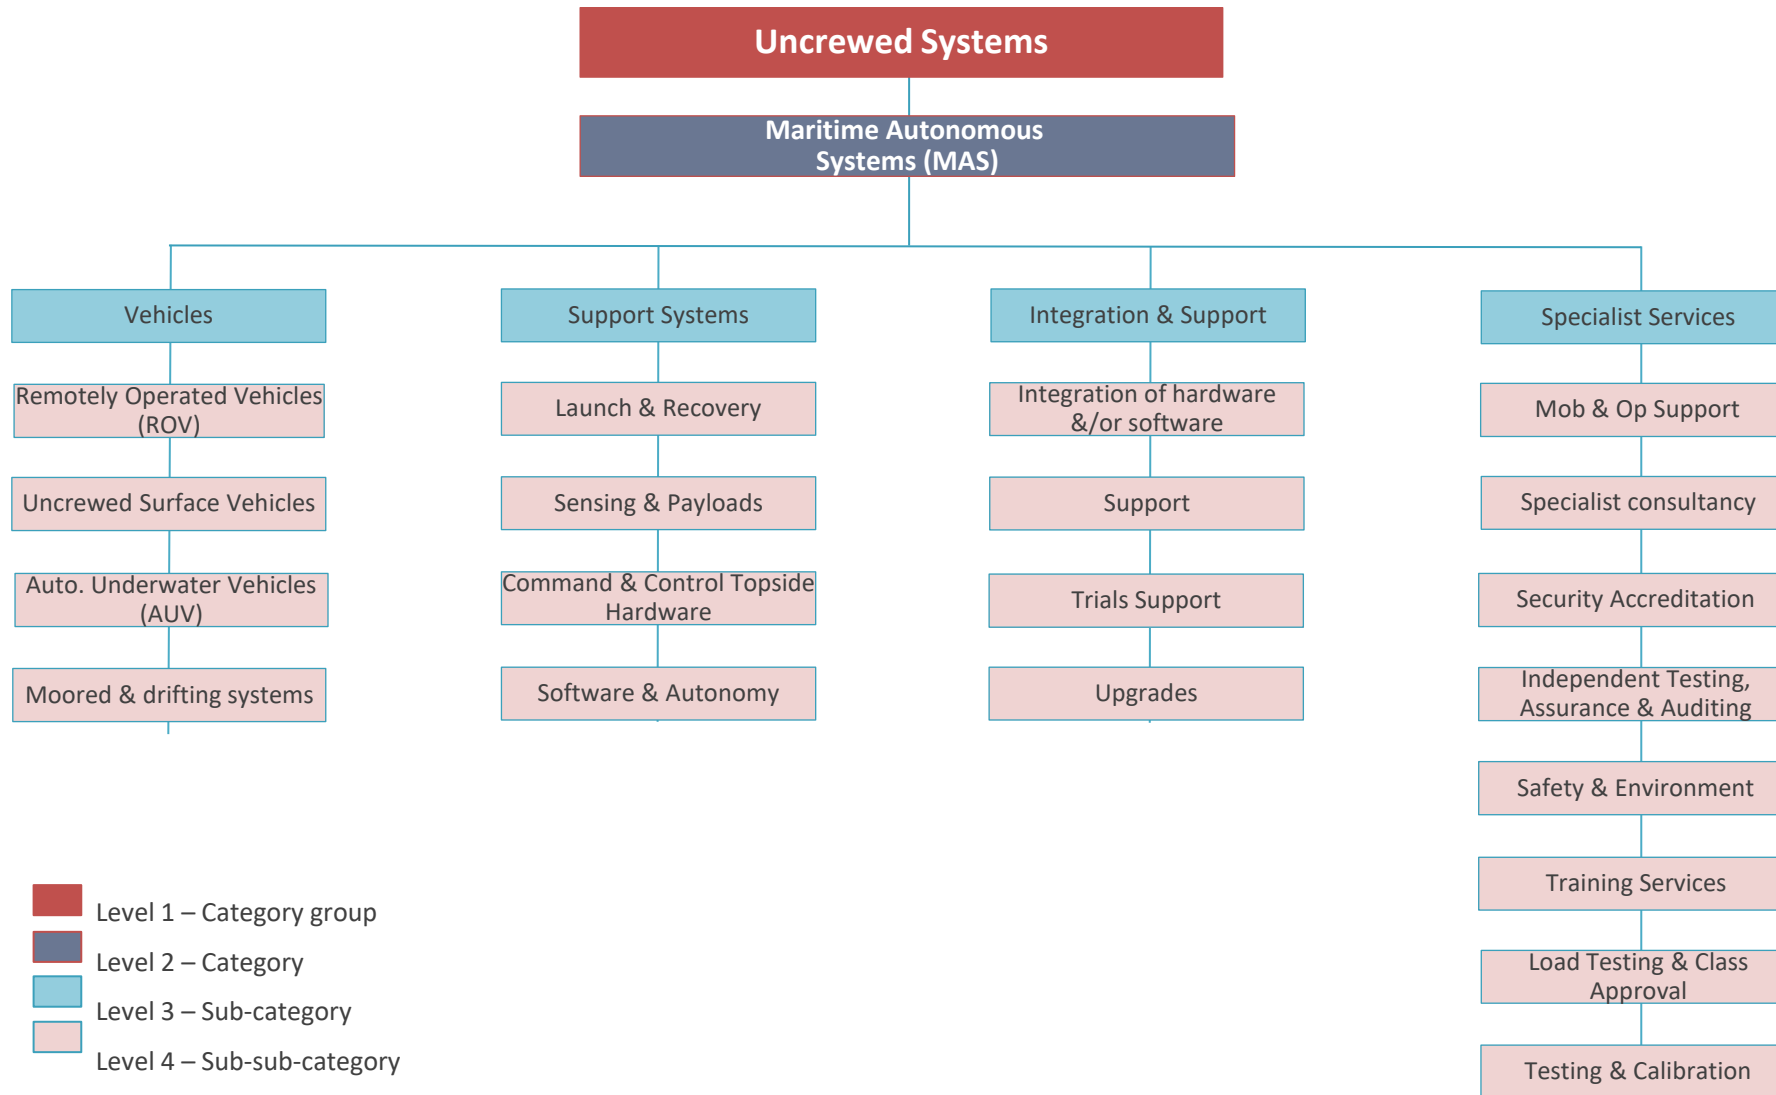 Uncrewed Systems
Maritime Autonomous
Systems (MAS)
Vehicles
Remotely Operated Vehicles
(ROV)
Uncrewed Surface Vehicles
Auto. Underwater Vehicles
(AUV)
Moored & drifting systems
Support Systems
Launch & Recovery
Sensing & Payloads
Command & Control Topside
Hardware
Software & Autonomy
Integration & Support
Integration of hardware
&/or software
Support
Trials Support
Upgrades
Specialist Services
Mob & Op Support
Specialist consultancy
Security Accreditation
Independent Testing,
Assurance & Auditing
Safety & Environment
Training Services
Load Testing & Class
Approval
Testing & Calibration
Level 1 – Category group
Level 2 – Category
Level 3 – Sub-category
Level 4 – Sub-sub-category